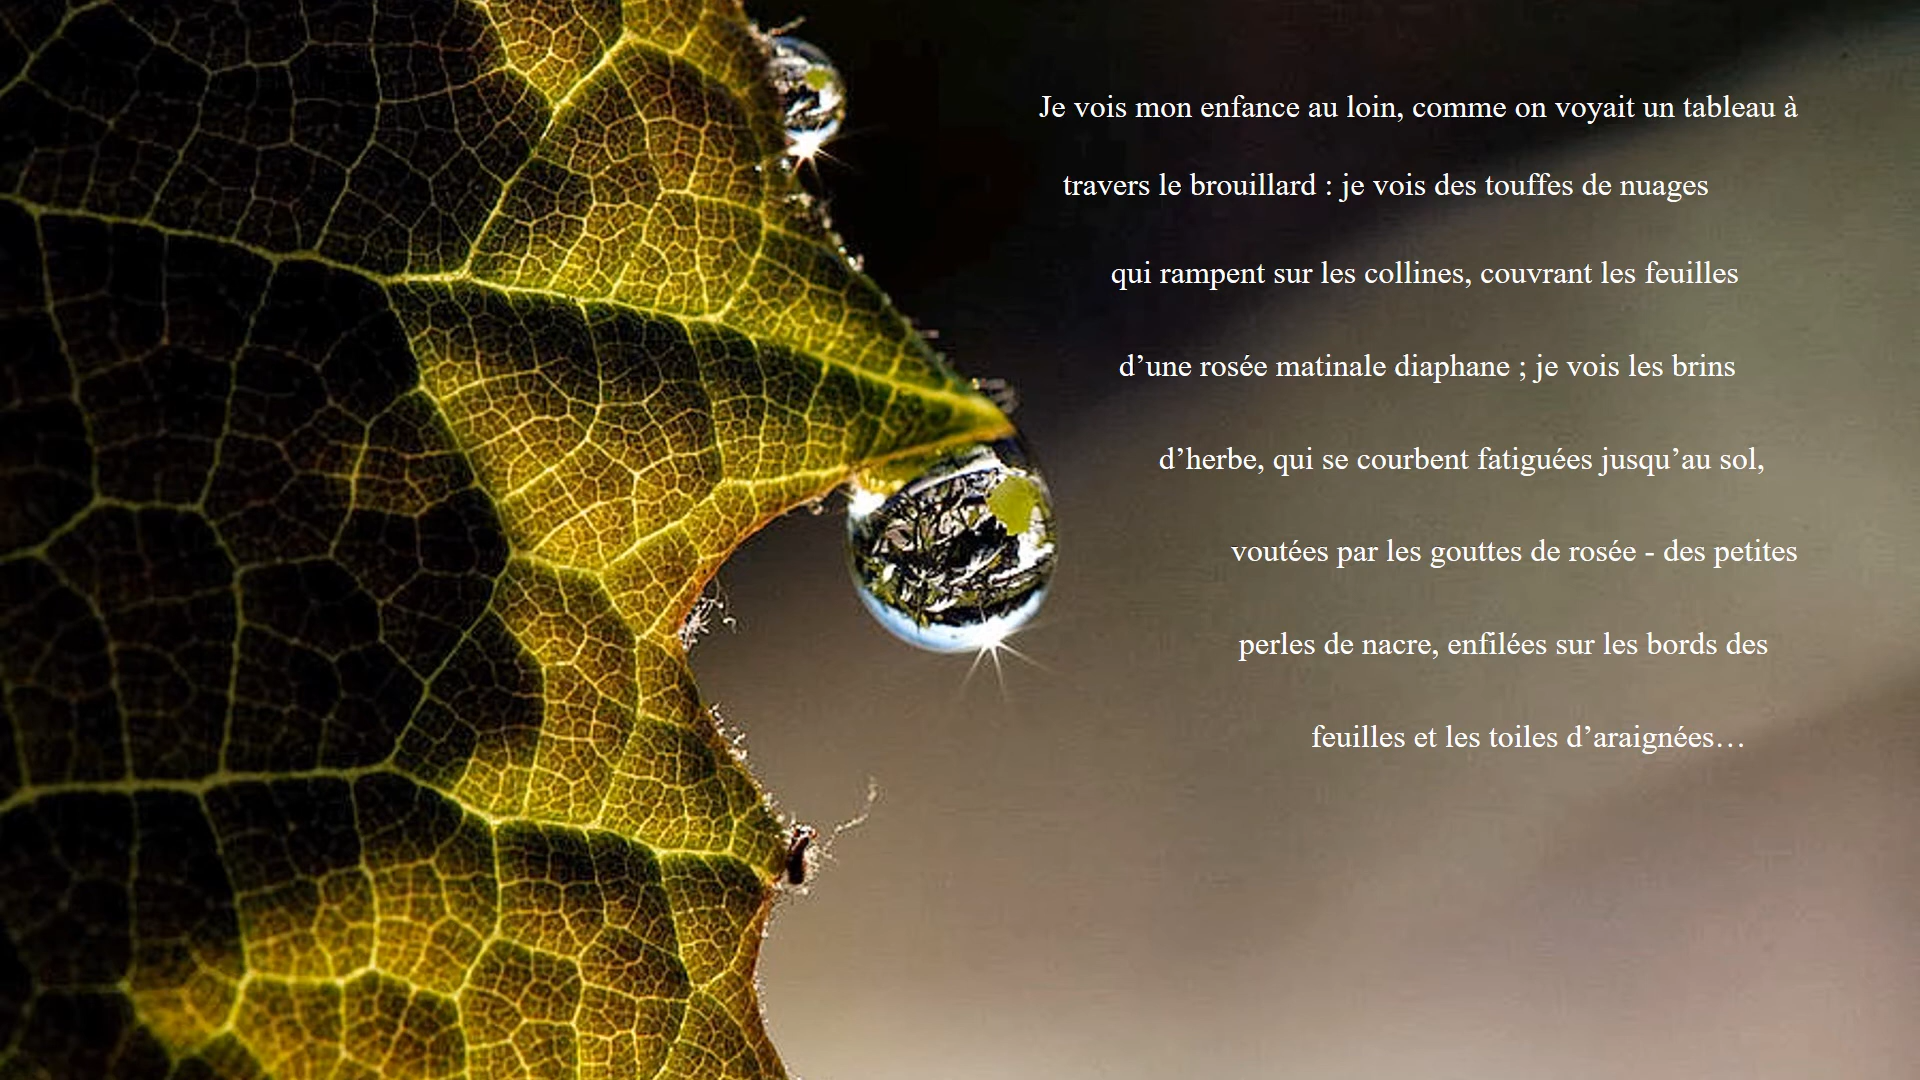 Je vois mon enfance au loin, comme on voyait un tableau à
travers le brouillard : je vois des touffes de nuages
qui rampent sur les collines, couvrant les feuilles
d’une rosée matinale diaphane ; je vois les brins
d’herbe, qui se courbent fatiguées jusqu’au sol,
voutées par les gouttes de rosée - des petites
perles de nacre, enfilées sur les bords des
feuilles et les toiles d’araignées…